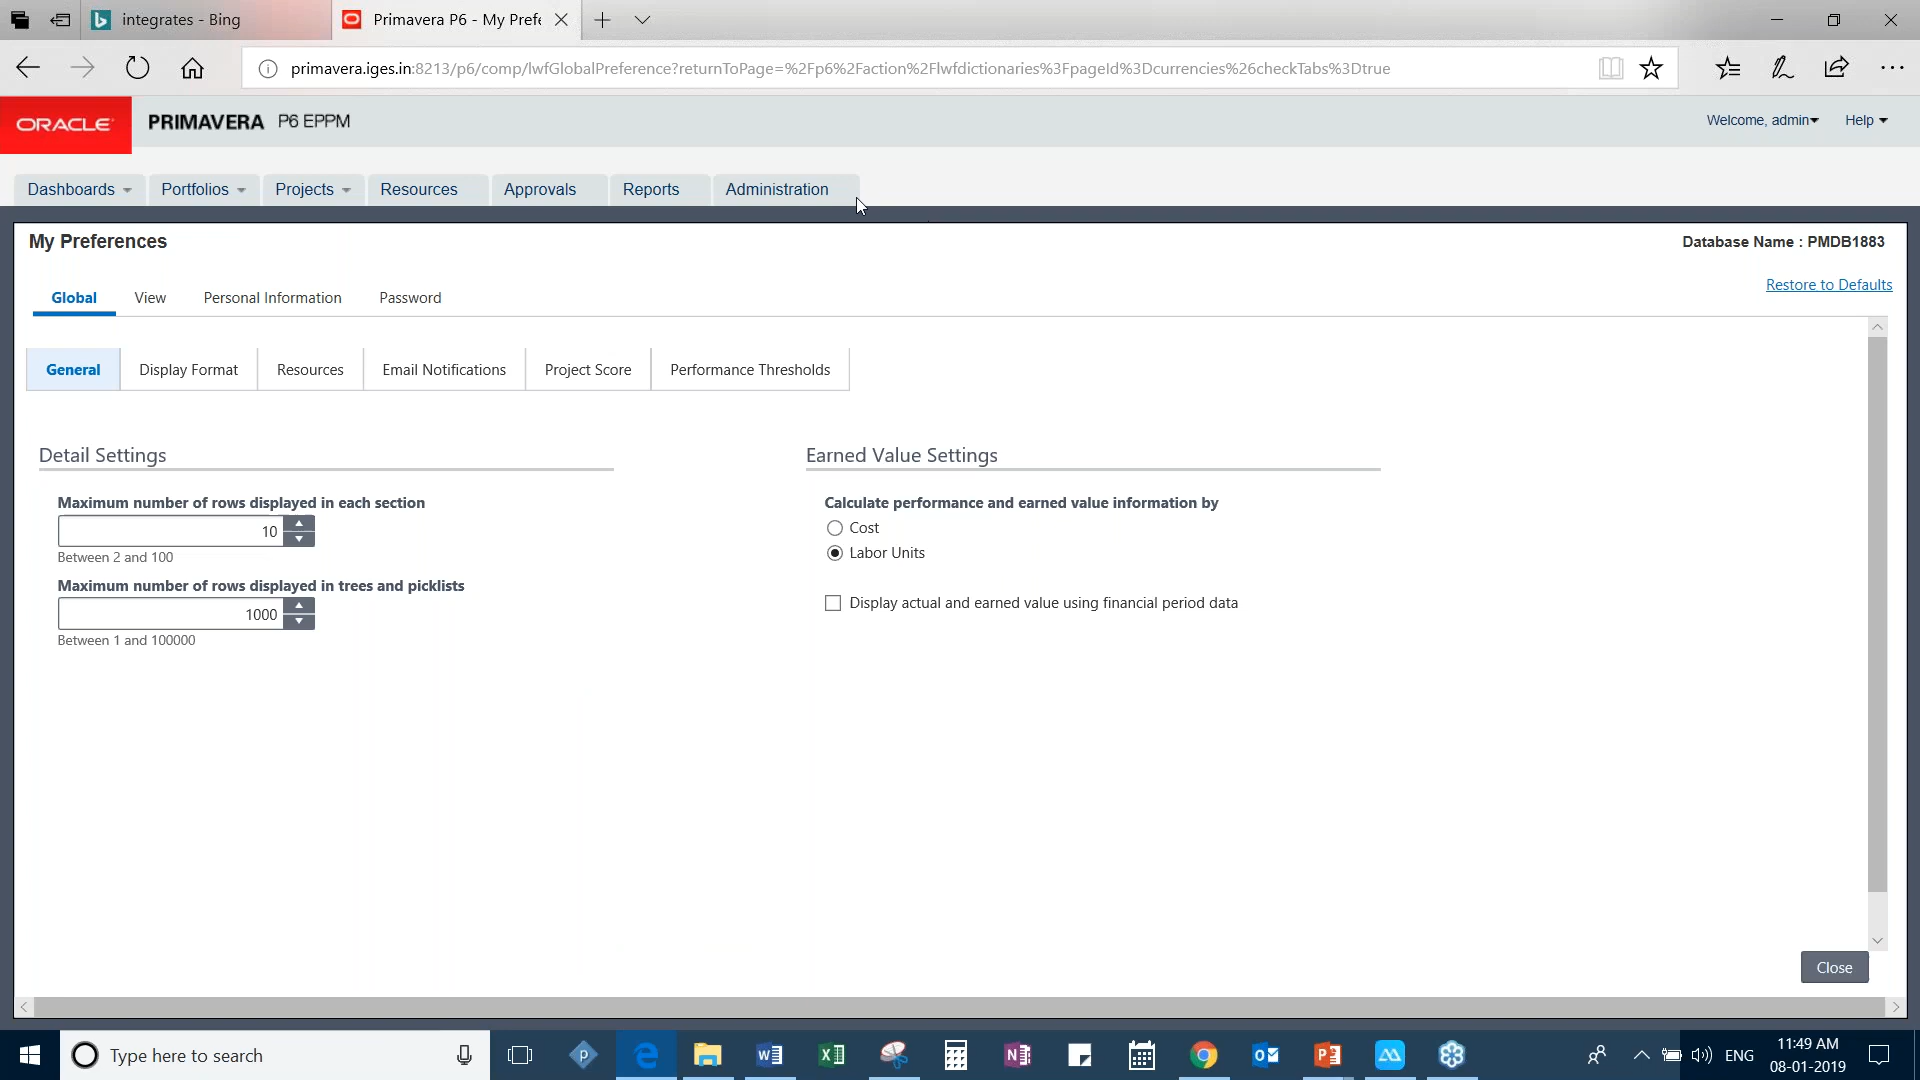 integrates - Bing
Primavera P6 - My Prefe
primavera.iges.in:8213/p6/comp/lwfGlobalPreference?returnToPage=%2Fp6%2Faction%2Flwfdictionaries%3FpageId%3Dcurrencies%26checkTabs%3Dtrue
ORACLE PRIMAVERA P6 EPPM
Welcome, admin Help
Dashboards Portfolios Projects Resources Approvals Reports Administration
My Preferences
Database Name : PMDB1883
Global View Personal Information Password
Restore to Defaults
General Display Format Resources Email Notifications Project Score Performance Thresholds
Detail Settings
Maximum number of rows displayed in each section
10
Between 2 and 100
Maximum number of rows displayed in trees and picklists
1000
Between 1 and 100000
Earned Value Settings
Calculate performance and earned value information by
Cost
Labor Units
Display actual and earned value using financial period data
Close
Type here to search
ENG
11:49 AM
08-01-2019